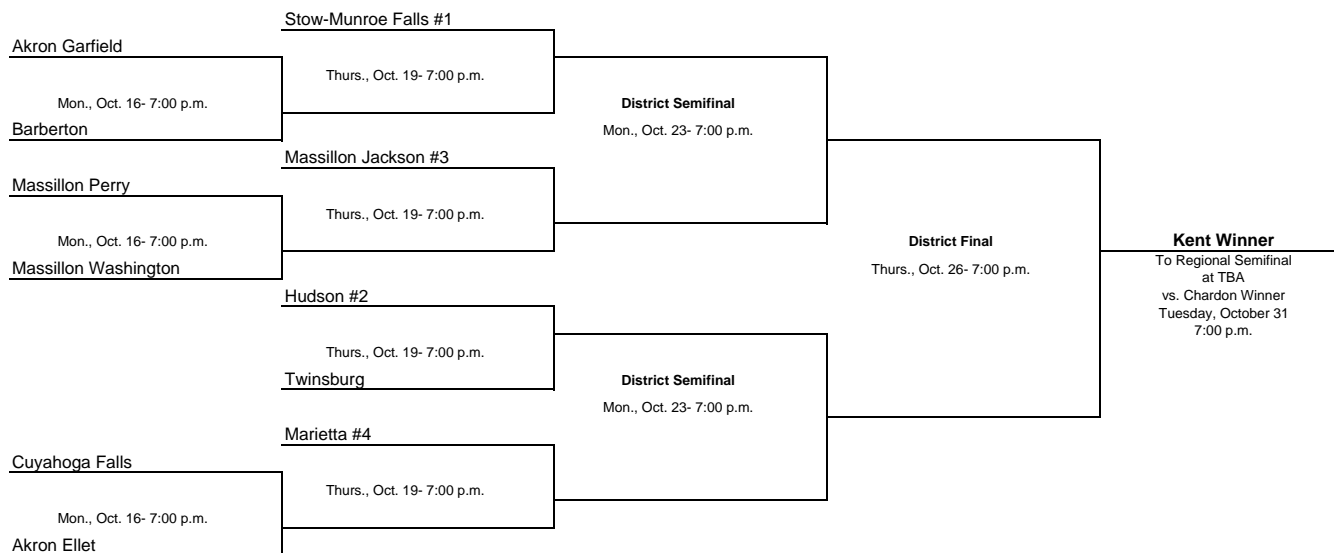 Stow-Munroe Falls #1
Akron Garfield
Thurs., Oct. 19- 7:00 p.m.
Mon., Oct. 16- 7:00 p.m.
District Semifinal
Barberton
Mon., Oct. 23- 7:00 p.m.
Massillon Jackson #3
Massillon Perry
Thurs., Oct. 19- 7:00 p.m.
Mon., Oct. 16- 7:00 p.m.
District Final
Kent Winner
Massillon Washington
Thurs., Oct. 26- 7:00 p.m.
To Regional Semifinal
at TBA
vs. Chardon Winner
Tuesday, October 31
7:00 p.m.
Hudson #2
Thurs., Oct. 19- 7:00 p.m.
Twinsburg
District Semifinal
Mon., Oct. 23- 7:00 p.m.
Marietta #4
Cuyahoga Falls
Thurs., Oct. 19- 7:00 p.m.
Mon., Oct. 16- 7:00 p.m.
Akron Ellet